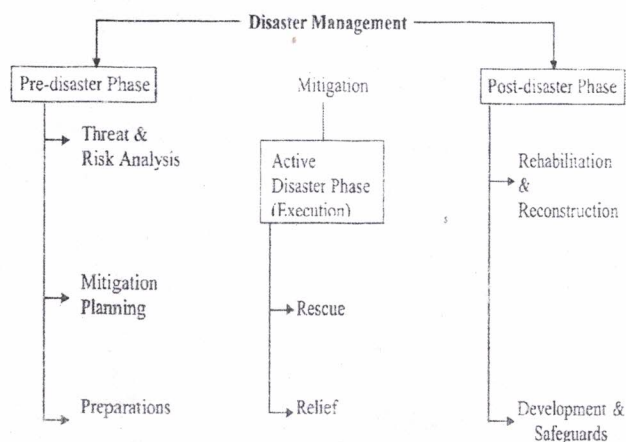 Disaster Management
Pre-disaster Phase
Threat &
Risk Analysis
Mitigation
Planning
Preparations
Mitigation
Active
Disaster Phase
(Execution)
Rescue
Relief
Post-disaster Phase
Rehabilitation
&
Reconstruction
Development &
Safeguards